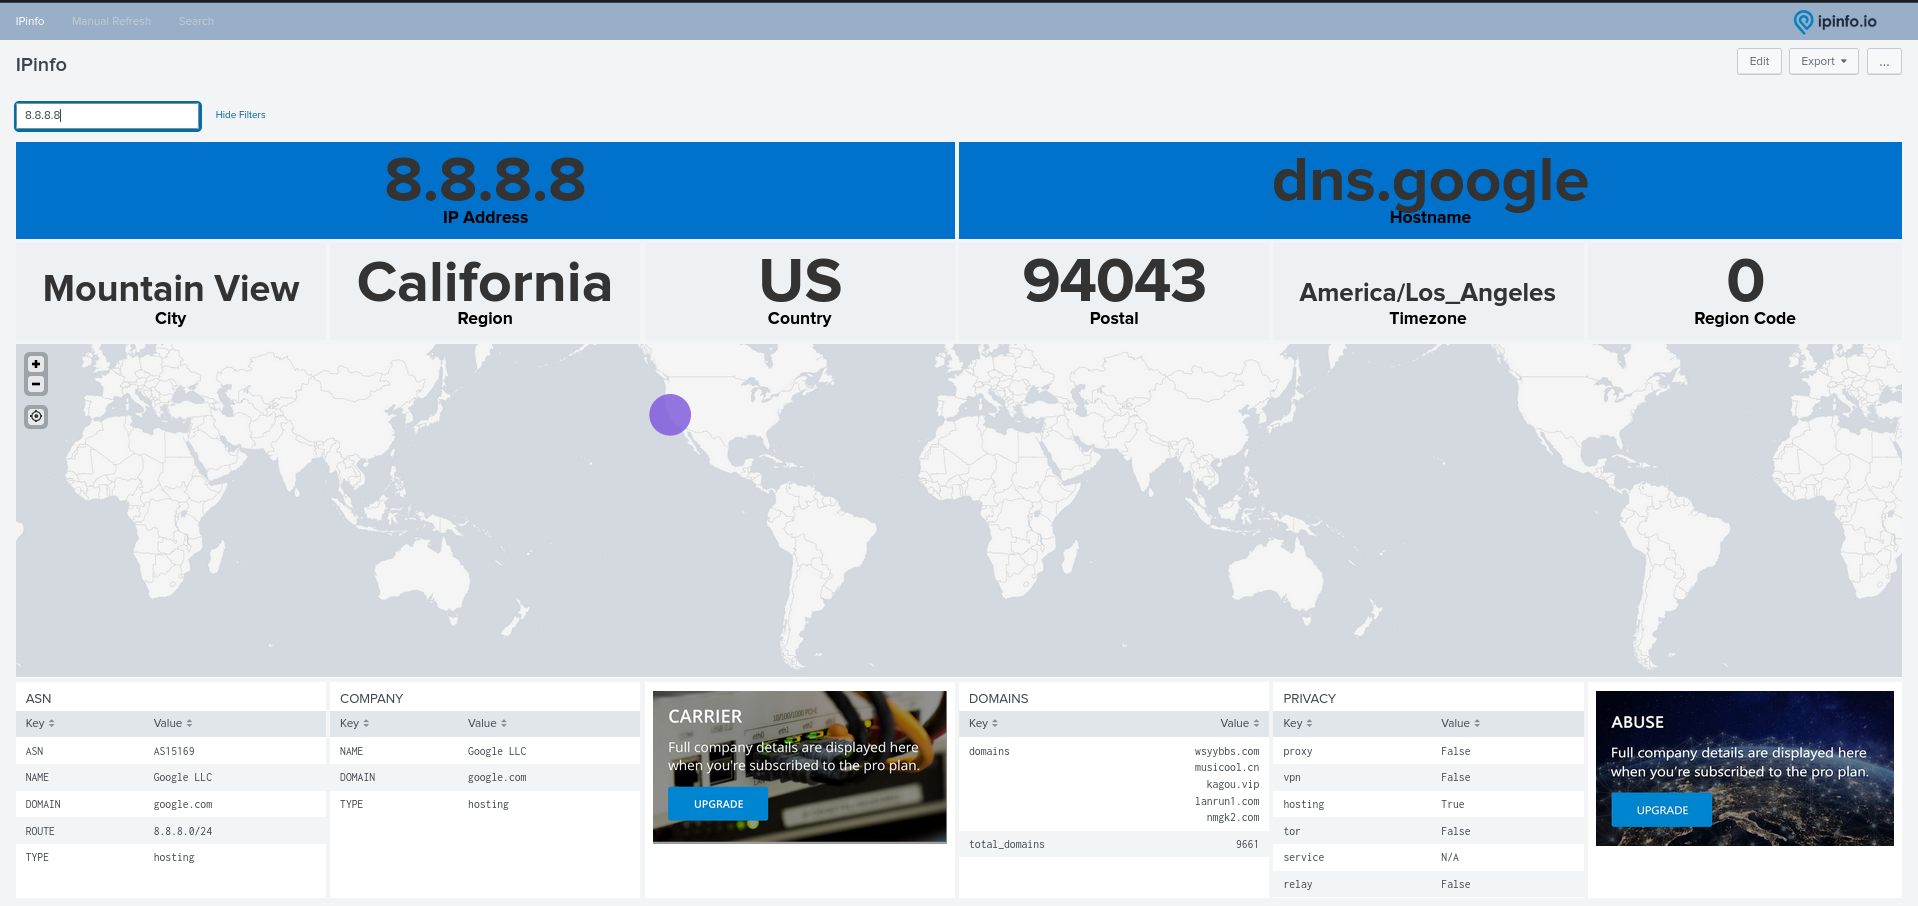 IPinfo Manual Refresh Search ipinfo.io
IPinfo
Edit Export ...
8.8.8.8 Hide Filters
8.8.8.8
IP Address
dns.google
Hostname
Mountain View
City
California
Region
US
Country
94043
Postal
America/Los_Angeles
Timezone
0
Region Code
+
−
ASN
Key Value
ASN AS15169
NAME Google LLC
DOMAIN google.com
ROUTE 8.8.8.0/24
TYPE hosting
COMPANY
Key Value
NAME Google LLC
DOMAIN google.com
TYPE hosting
10/100/1000
CARRIER
Full company details are displayed here
when you're subscribed to the pro plan.
UPGRADE
DOMAINS
Key Value
domains wsyybbs.com
musicool.cn
kagou.vip
lanrun1.com
nmgk2.com
total_domains 9661
PRIVACY
Key Value
proxy False
vpn False
hosting True
tor False
service N/A
relay False
ABUSE
Full company details are displayed here
when you're subscribed to the pro plan.
UPGRADE